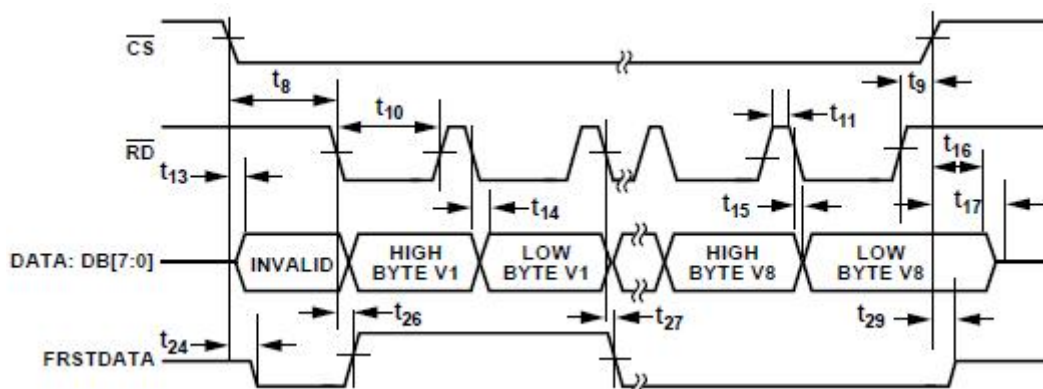 CS
t8
t9
t10
t11
RD
t16
t13
t14
t15
t17
DATA: DB[7:0]
INVALID
HIGH
BYTE V1
LOW
BYTE V1
HIGH
BYTE V8
LOW
BYTE V8
t26
t27
t29
t24
FRSTDATA